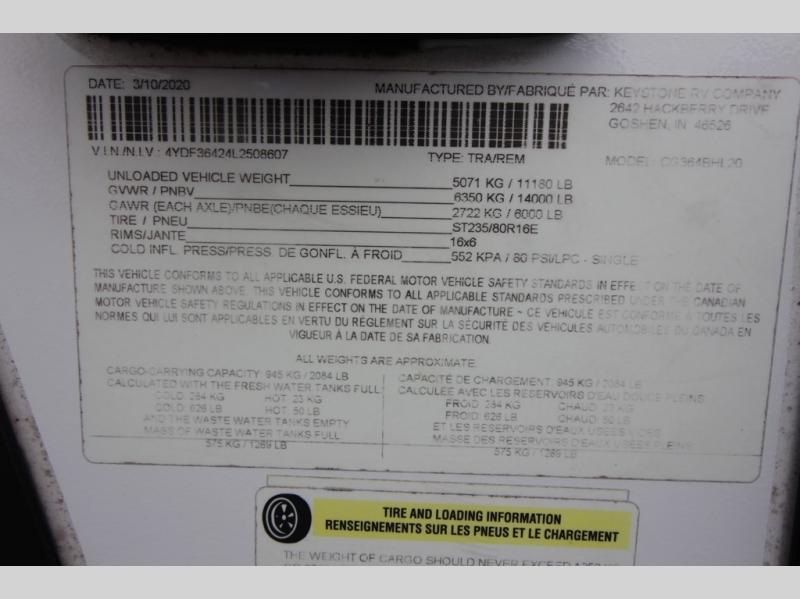 DATE: 3/10/2020
MANUFACTURED BY/FABRIQUÉ PAR: KEYSTONE RV COMPANY
2642 HACKBERRY DRIVE
GOSHEN, IN 46526
V.I.N./N.I.V.: 4YDF36424L2508607 TYPE: TRA/REM MODEL: CG364BHL20
UNLOADED VEHICLE WEIGHT 5071 KG / 11180 LB
GVWR / PNBV 6350 KG / 14000 LB
GAWR (EACH AXLE)/PNBE(CHAQUE ESSIEU) 2722 KG / 6000 LB
TIRE / PNEU ST235/80R16E
RIMS/JANTE 16x6
COLD INFL. PRESS/PRESS. DE GONFL. À FROID 552 KPA / 80 PSI/LPC - SINGLE
THIS VEHICLE CONFORMS TO ALL APPLICABLE U.S. FEDERAL MOTOR VEHICLE SAFETY STANDARDS IN EFFECT ON THE DATE OF
MANUFACTURE SHOWN ABOVE. THIS VEHICLE CONFORMS TO ALL APPLICABLE STANDARDS PRESCRIBED UNDER THE CANADIAN
MOTOR VEHICLE SAFETY REGULATIONS IN EFFECT ON THE DATE OF MANUFACTURE ~ CE VEHICULE EST CONFORME À TOUTES LES
NORMES QUI LUI SONT APPLICABLES EN VERTU DU RÉGLEMENT SUR LA SÉCURITÉ DES VÉHICULES AUTOMOBILES DU CANADA EN
VIGUEUR À LA DATE DE SA FABRICATION.
ALL WEIGHTS ARE APPROXIMATE.
CARGO-CARRYING CAPACITY: 945 KG / 2084 LB
CALCULATED WITH THE FRESH WATER TANKS FULL:
COLD: 284 KG HOT: 23 KG
COLD: 626 LB HOT: 50 LB
AND THE WASTE WATER TANKS EMPTY
MASS OF WASTE WATER TANKS FULL:
575 KG / 1269 LB
CAPACITÉ DE CHARGEMENT: 945 KG / 2084 LB
CALCULÉE AVEC LES RESERVOIRS D'EAU DOUCE PLEINS
FROID: 284 KG CHAUD: 23 KG
FROID: 626 LB CHAUD: 50 LB
ET LES RESERVOIRS D'EAUX USÉES VIDES
MASSE DES RESERVOIRS D'EAUX USÉES PLEINS
575 KG / 1269 LB
TIRE AND LOADING INFORMATION
RENSEIGNEMENTS SUR LES PNEUS ET LE CHARGEMENT
THE WEIGHT OF CARGO SHOULD NEVER EXCEED